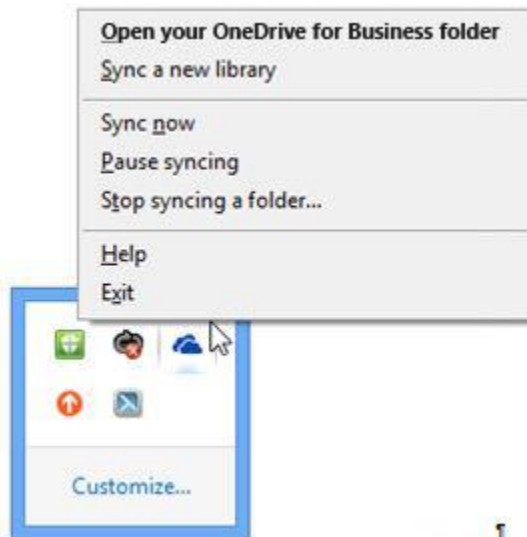 Open your OneDrive for Business folder
Sync a new library
Sync now
Pause syncing
Stop syncing a folder...
Help
Exit
Customize...
¶